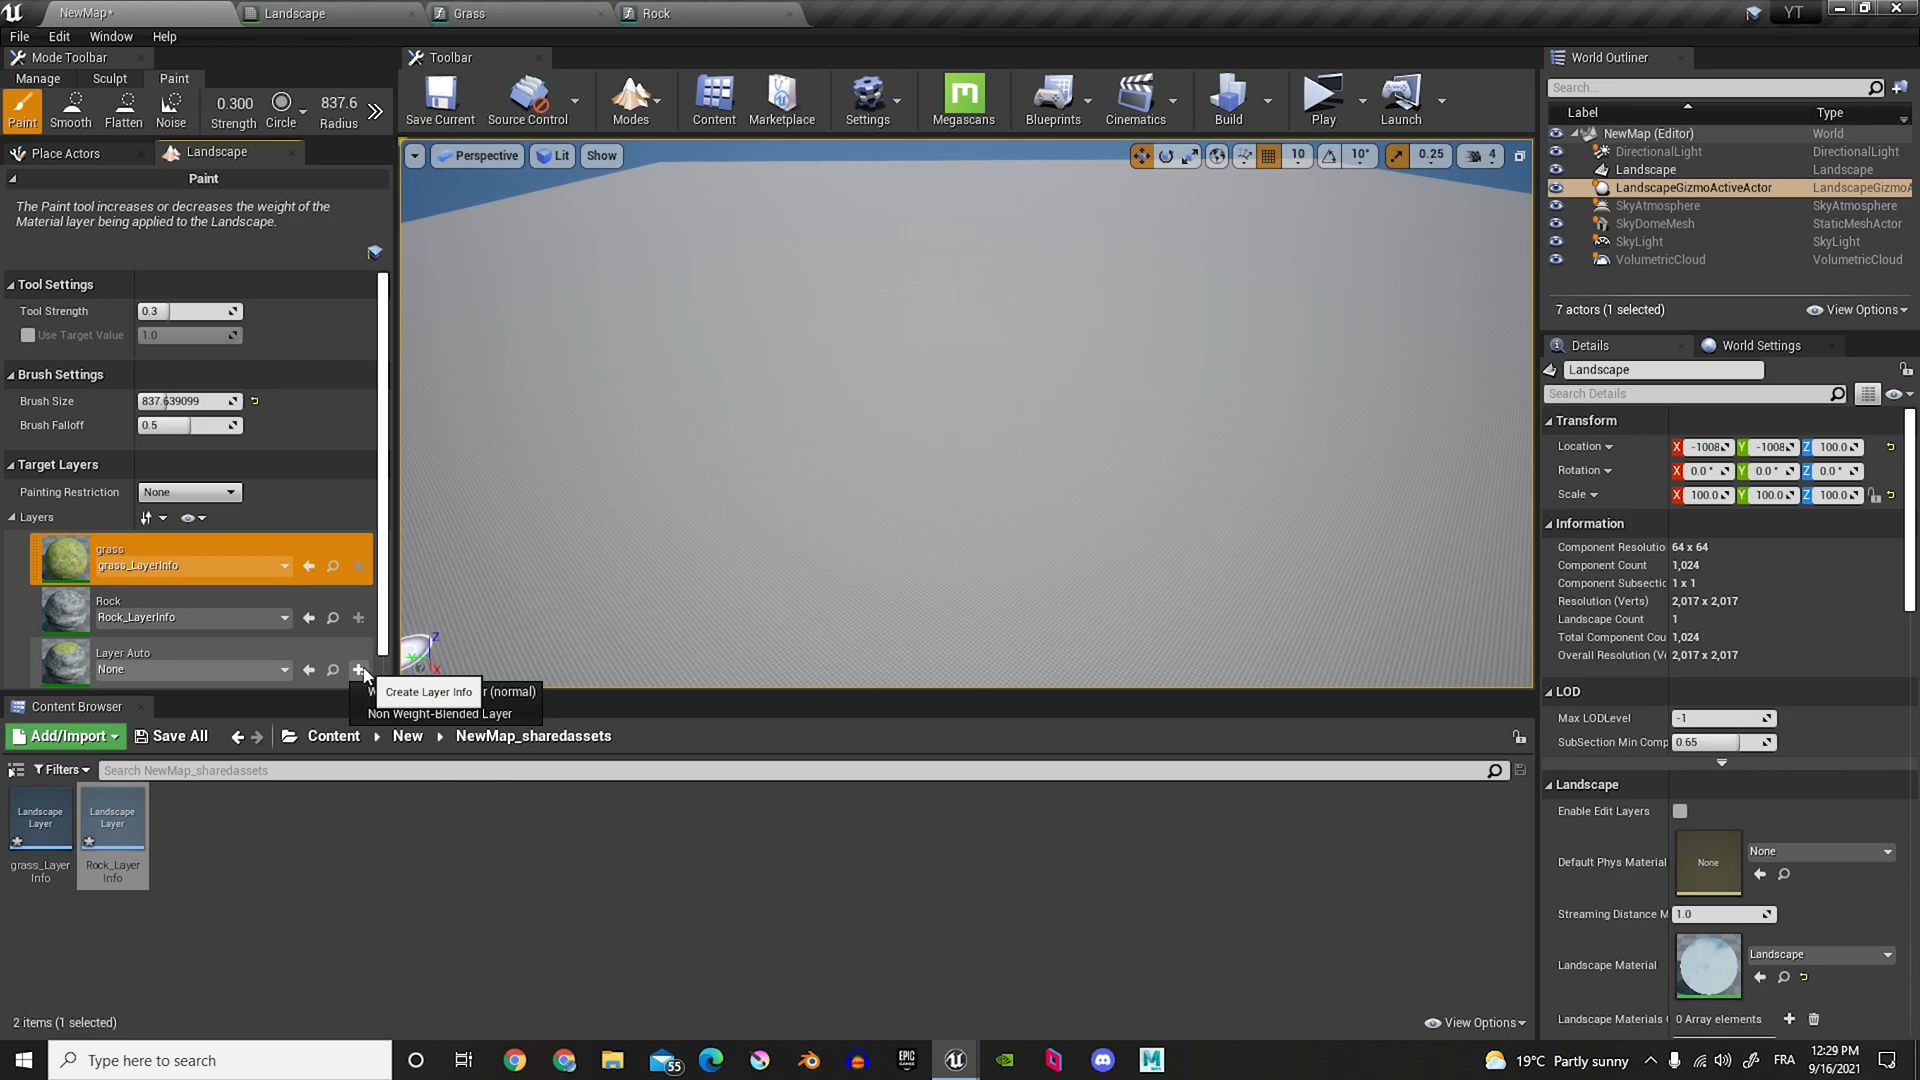 NewMap*
Landscape
Grass
Rock
YT
File Edit Window Help
Mode Toolbar
Toolbar
World Outliner
Manage Sculpt Paint
Paint Smooth Flatten Noise
0.300 Strength
Circle
837.6 Radius
Save Current
Source Control
Modes
Content
Marketplace
Settings
Megascans
Blueprints
Cinematics
Build
Play
Launch
Search...
Label Type
NewMap (Editor) World
DirectionalLight DirectionalLight
Landscape Landscape
LandscapeGizmoActiveActor LandscapeGizmoA
SkyAtmosphere SkyAtmosphere
SkyDomeMesh StaticMeshActor
SkyLight SkyLight
VolumetricCloud VolumetricCloud
7 actors (1 selected) View Options
Place Actors Landscape
Paint
The Paint tool increases or decreases the weight of the
Material layer being applied to the Landscape.
Tool Settings
Tool Strength 0.3
Use Target Value 1.0
Brush Settings
Brush Size 837.639099
Brush Falloff 0.5
Target Layers
Painting Restriction None
Layers
grass
grass_LayerInfo
Rock
Rock_LayerInfo
Layer Auto
None
Perspective Lit Show
10 10° 0.25 4
Z
X
Create Layer Info
r (normal)
Non Weight-Blended Layer
Details World Settings
Landscape
Search Details
Transform
Location X -1008 Y -1008 Z 100.0
Rotation X 0.0 ° Y 0.0 ° Z 0.0 °
Scale X 100.0 Y 100.0 Z 100.0
Information
Component Resolutio 64 x 64
Component Count 1,024
Component Subsectic 1 x 1
Resolution (Verts) 2,017 x 2,017
Landscape Count 1
Total Component Cou 1,024
Overall Resolution (Ve 2,017 x 2,017
LOD
Max LODLevel -1
SubSection Min Comp 0.65
Landscape
Enable Edit Layers
Default Phys Material None None
Streaming Distance M 1.0
Landscape Material Landscape
Landscape Materials 0 Array elements
Content Browser
Add/Import Save All Content New NewMap_sharedassets
Filters Search NewMap_sharedassets
Landscape Layer
grass_Layer
Info
Landscape Layer
Rock_Layer
Info
2 items (1 selected) View Options
Type here to search
55
EPIC GAMES
M
19°C Partly sunny
FRA
12:29 PM
9/16/2021